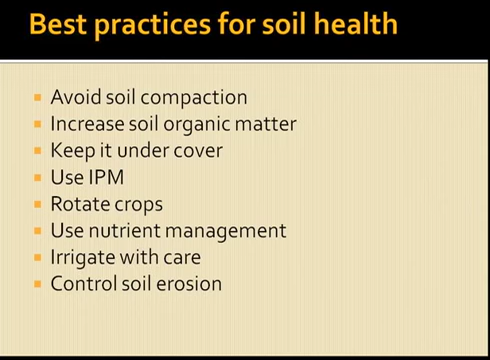 Best practices for soil health
Avoid soil compaction
Increase soil organic matter
Keep it under cover
Use IPM
Rotate crops
Use nutrient management
Irrigate with care
Control soil erosion